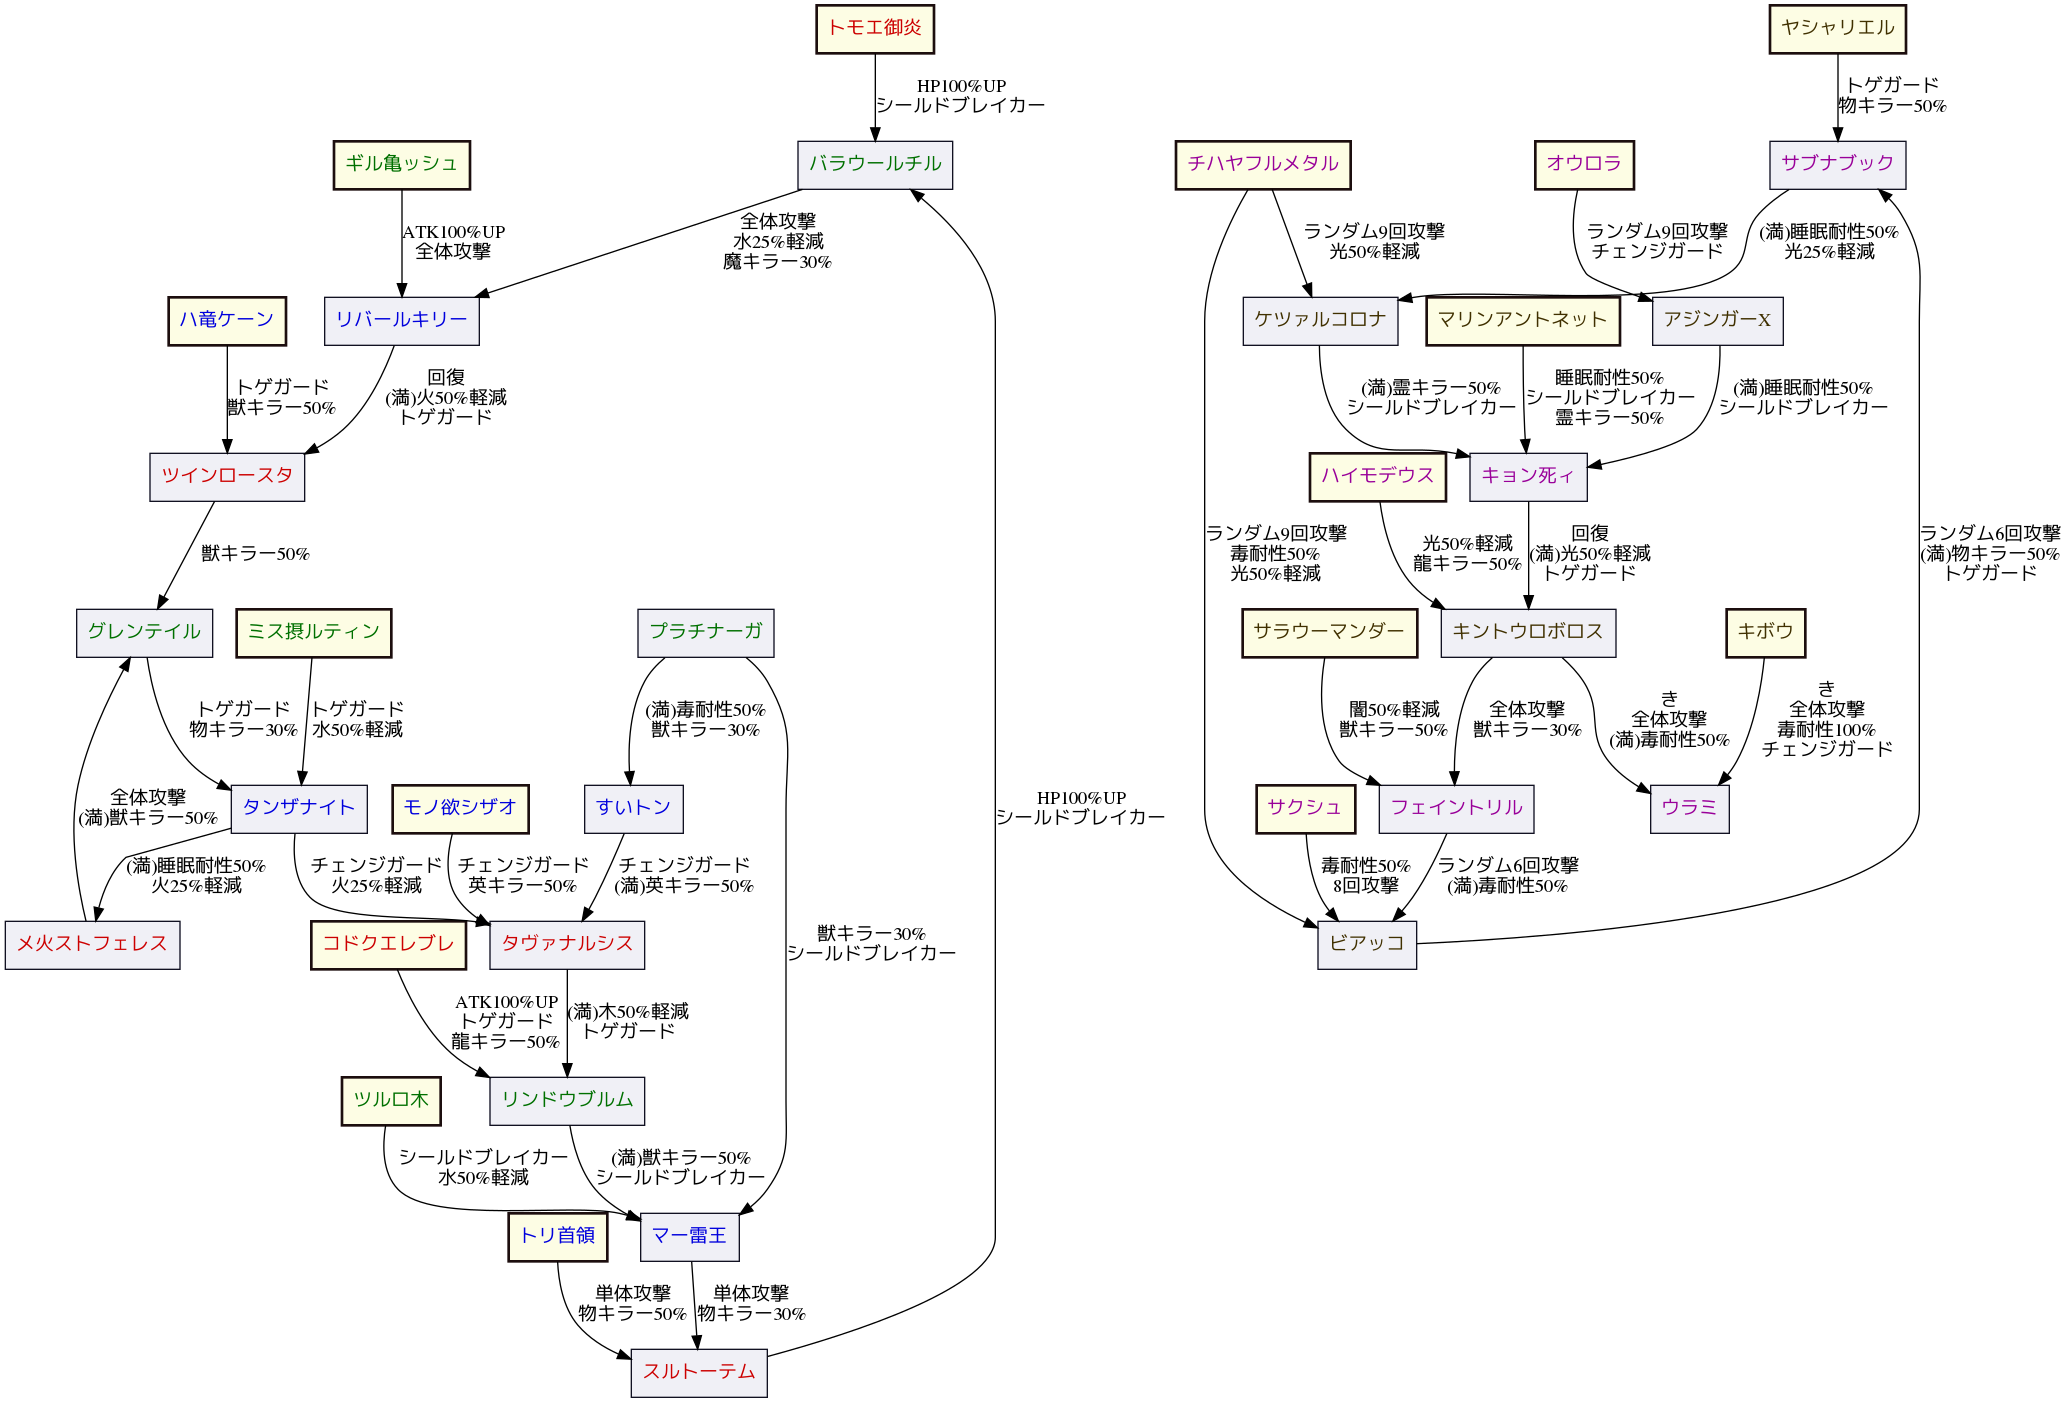 トモエ御炎
ヤシャリエル
HP100%UP
シールドブレイカー
トゲガード
物キラー50%
ギル亀ッシュ
バラウールチル
チハヤフルメタル
オウロラ
サブナブック
ATK100%UP
全体攻撃
全体攻撃
水25%軽減
魔キラー30%
ランダム9回攻撃
光50%軽減
ランダム9回攻撃
チェンジガード
(満)睡眠耐性50%
光25%軽減
ハ竜ケーン
リバールキリー
ケツァルコロナ
マリンアントネット
アジンガーX
トゲガード
獣キラー50%
回復
(満)火50%軽減
トゲガード
(満)霊キラー50%
シールドブレイカー
睡眠耐性50%
シールドブレイカー
霊キラー50%
(満)睡眠耐性50%
シールドブレイカー
ツインロースタ
ハイモデウス
キョン死ィ
獣キラー50%
ランダム9回攻撃
毒耐性50%
光50%軽減
光50%軽減
龍キラー50%
回復
(満)光50%軽減
トゲガード
ランダム6回攻撃
(満)物キラー50%
トゲガード
グレンテイル
ミス摂ルティン
プラチナーガ
サラウーマンダー
キントウロボロス
キボウ
トゲガード
物キラー30%
トゲガード
水50%軽減
(満)毒耐性50%
獣キラー30%
闇50%軽減
獣キラー50%
全体攻撃
獣キラー30%
き
全体攻撃
(満)毒耐性50%
き
全体攻撃
毒耐性100%
チェンジガード
全体攻撃
(満)獣キラー50%
タンザナイト
モノ欲シザオ
すいトン
HP100%UP
シールドブレイカー
サクシュ
フェイントリル
ウラミ
(満)睡眠耐性50%
火25%軽減
チェンジガード
火25%軽減
チェンジガード
英キラー50%
チェンジガード
(満)英キラー50%
毒耐性50%
8回攻撃
ランダム6回攻撃
(満)毒耐性50%
メ火ストフェレス
コドクエレブレ
タヴァナルシス
獣キラー30%
シールドブレイカー
ビアッコ
ATK100%UP
トゲガード
龍キラー50%
(満)木50%軽減
トゲガード
ツルロ木
リンドウブルム
シールドブレイカー
水50%軽減
(満)獣キラー50%
シールドブレイカー
トリ首領
マー雷王
単体攻撃
物キラー50%
単体攻撃
物キラー30%
スルトーテム